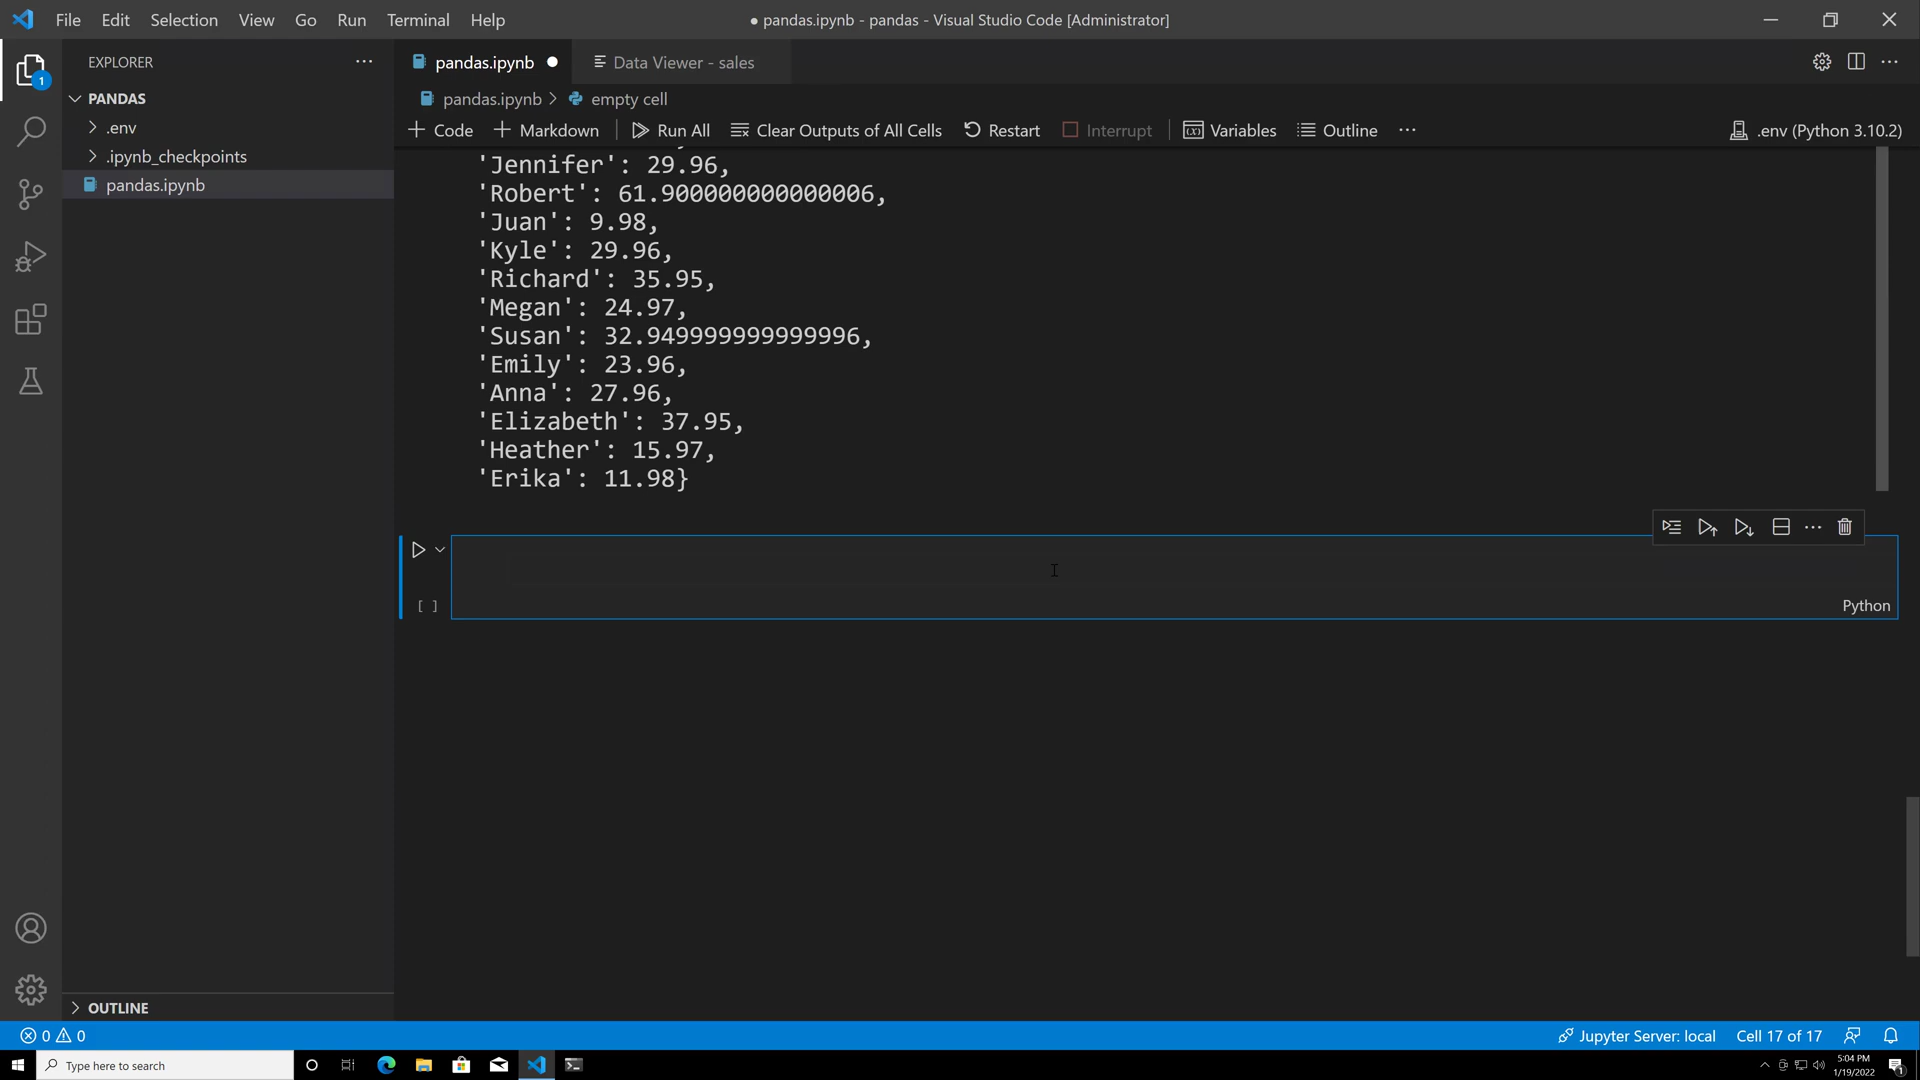 File Edit Selection View Go Run Terminal Help
● pandas.ipynb - pandas - Visual Studio Code [Administrator]
EXPLORER
pandas.ipynb
Data Viewer - sales
1
PANDAS
pandas.ipynb > empty cell
.env
.ipynb_checkpoints
pandas.ipynb
+ Code + Markdown Run All Clear Outputs of All Cells Restart Interrupt Variables Outline ···
.env (Python 3.10.2)
'Jennifer': 29.96,
'Robert': 61.900000000000006,
'Juan': 9.98,
'Kyle': 29.96,
'Richard': 35.95,
'Megan': 24.97,
'Susan': 32.949999999999996,
'Emily': 23.96,
'Anna': 27.96,
'Elizabeth': 37.95,
'Heather': 15.97,
'Erika': 11.98}
[ ]
Python
OUTLINE
0 0
Jupyter Server: local
Cell 17 of 17
Type here to search
5:04 PM
1/19/2022
1